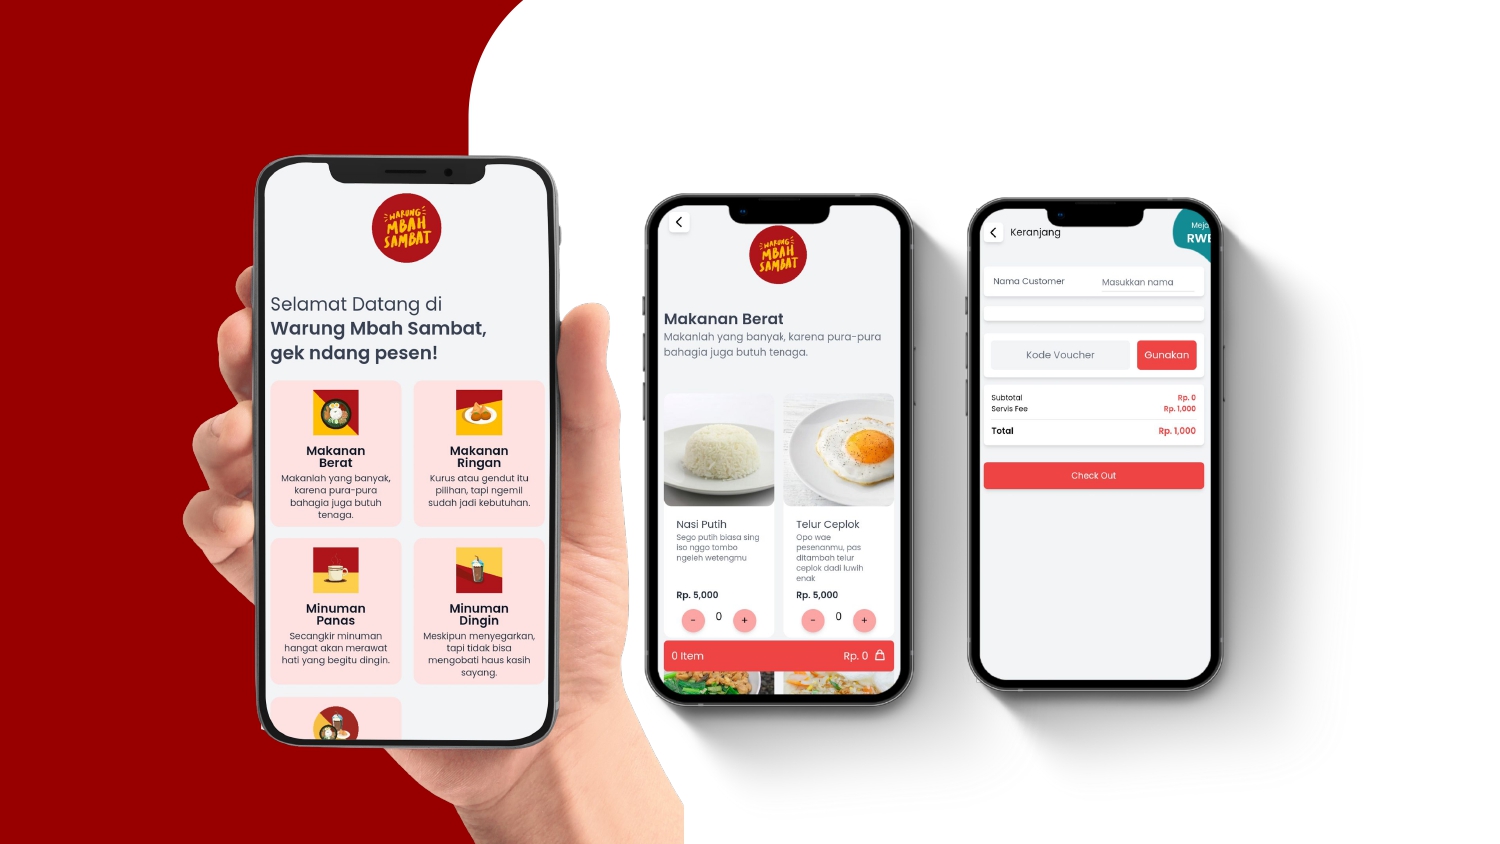 WARUNG
MBAH
SAMBAT
Selamat Datang di
Warung Mbah Sambat,
gek ndang pesen!
Makanan
Berat
Makanlah yang banyak,
karena pura-pura
bahagia juga butuh
tenaga.
Makanan
Ringan
Kurus atau gendut itu
pilihan, tapi ngemil
sudah jadi kebutuhan.
Minuman
Panas
Secangkir minuman
hangat akan merawat
hati yang begitu dingin.
Minuman
Dingin
Meskipun menyegarkan,
tapi tidak bisa
mengobati haus kasih
sayang.
WARUNG
MBAH
SAMBAT
Makanan Berat
Makanlah yang banyak, karena pura-pura
bahagia juga butuh tenaga.
Nasi Putih
Sego putih biasa sing
iso nggo tombo
ngeleh wetengmu
Rp. 5,000
- 0 +
Telur Ceplok
Opo wae
pesenanmu, pas
ditambah telur
ceplok dadi luwih
enak
Rp. 5,000
- 0 +
0 Item Rp. 0
Keranjang
Meja
RWE
Nama Customer Masukkan nama
Kode Voucher Gunakan
Subtotal Rp. 0
Servis Fee Rp. 1,000
Total Rp. 1,000
Check Out